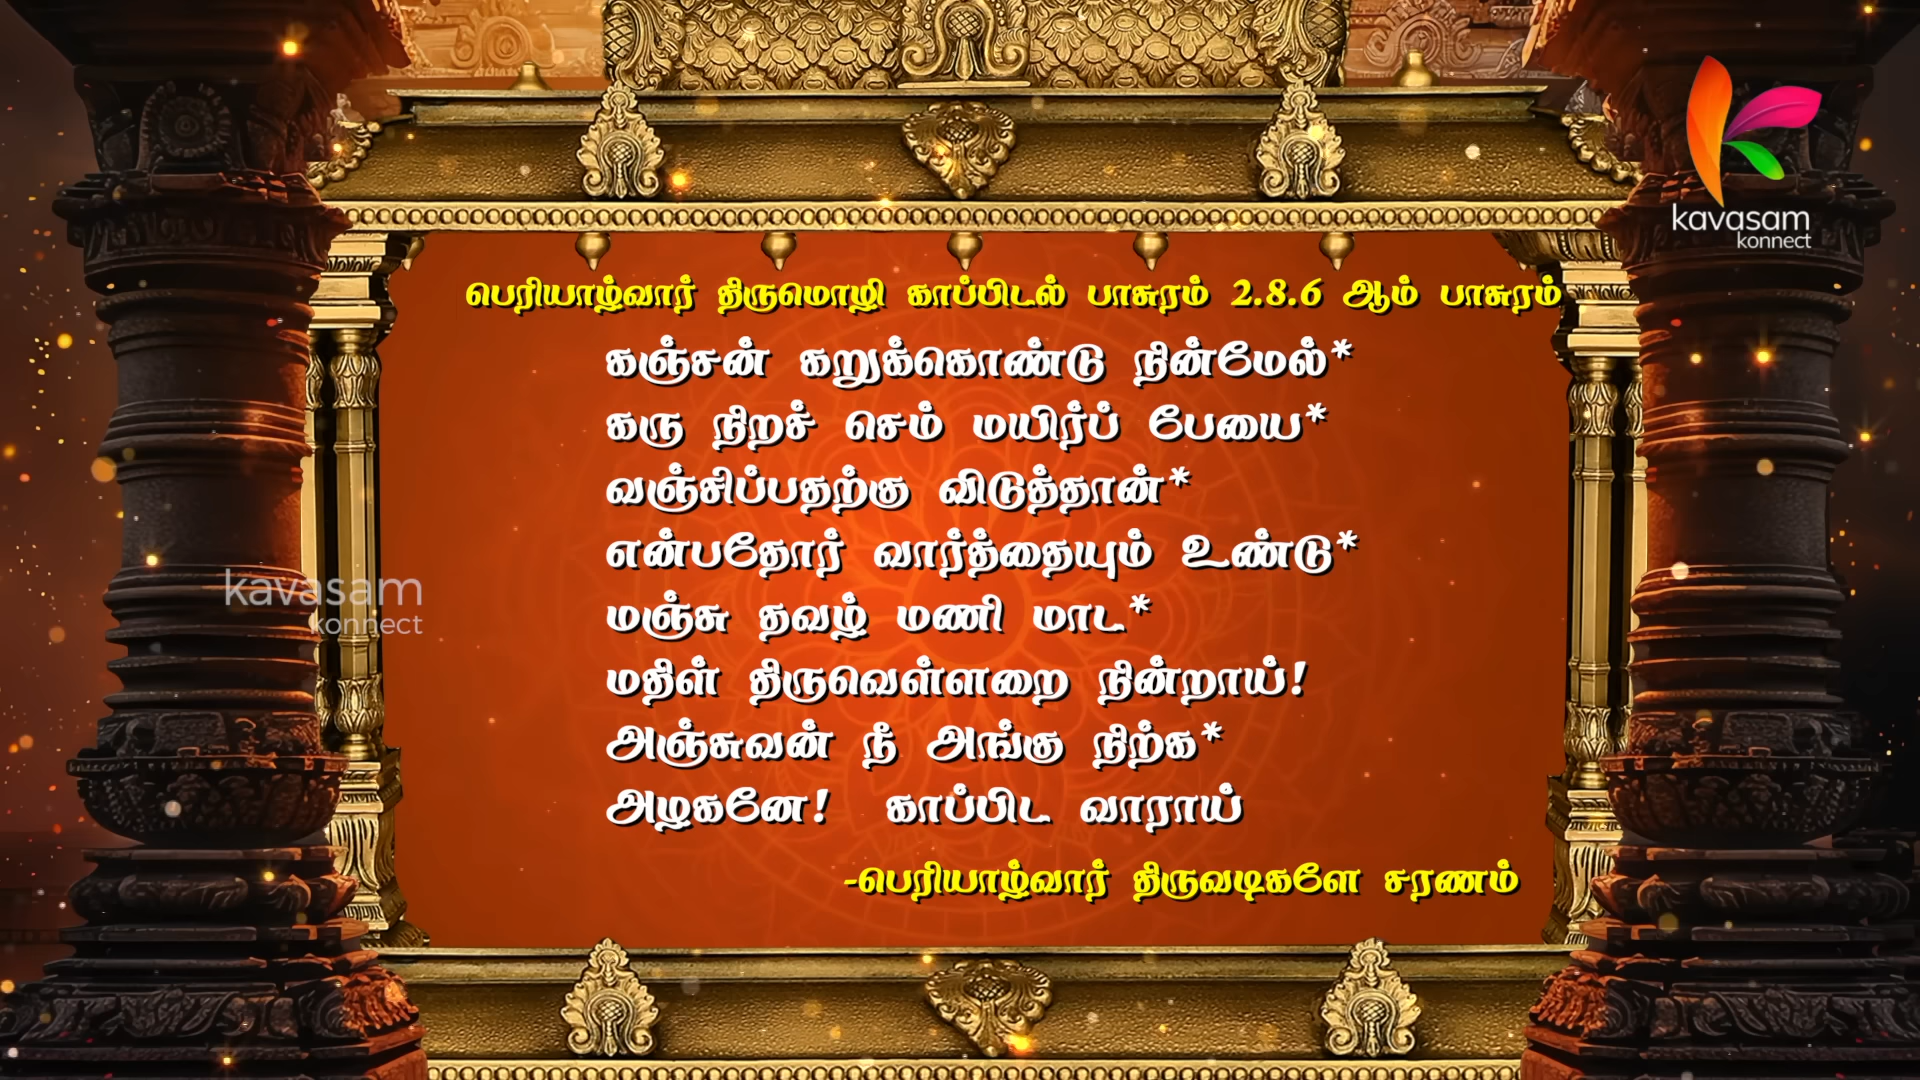 kavasam
konnect
பெரியாழ்வார் திருமொழி காப்பிடல் பாசுரம் 2.8.6 ஆம் பாசுரம்
கஞ்சன் கறுக்கொண்டு நின்மேல்*
கரு நிறச் செம் மயிர்ப் பேயை*
வஞ்சிப்பதற்கு விடுத்தான்*
என்பதோர் வார்த்தையும் உண்டு*
மஞ்சு தவழ் மணி மாட*
மதிள் திருவெள்ளறை நின்றாய்!
அஞ்சுவன் நீ அங்கு நிற்க*
அழகனே! காப்பிட வாராய்
-பெரியாழ்வார் திருவடிகளே சரணம்
kavasam
konnect